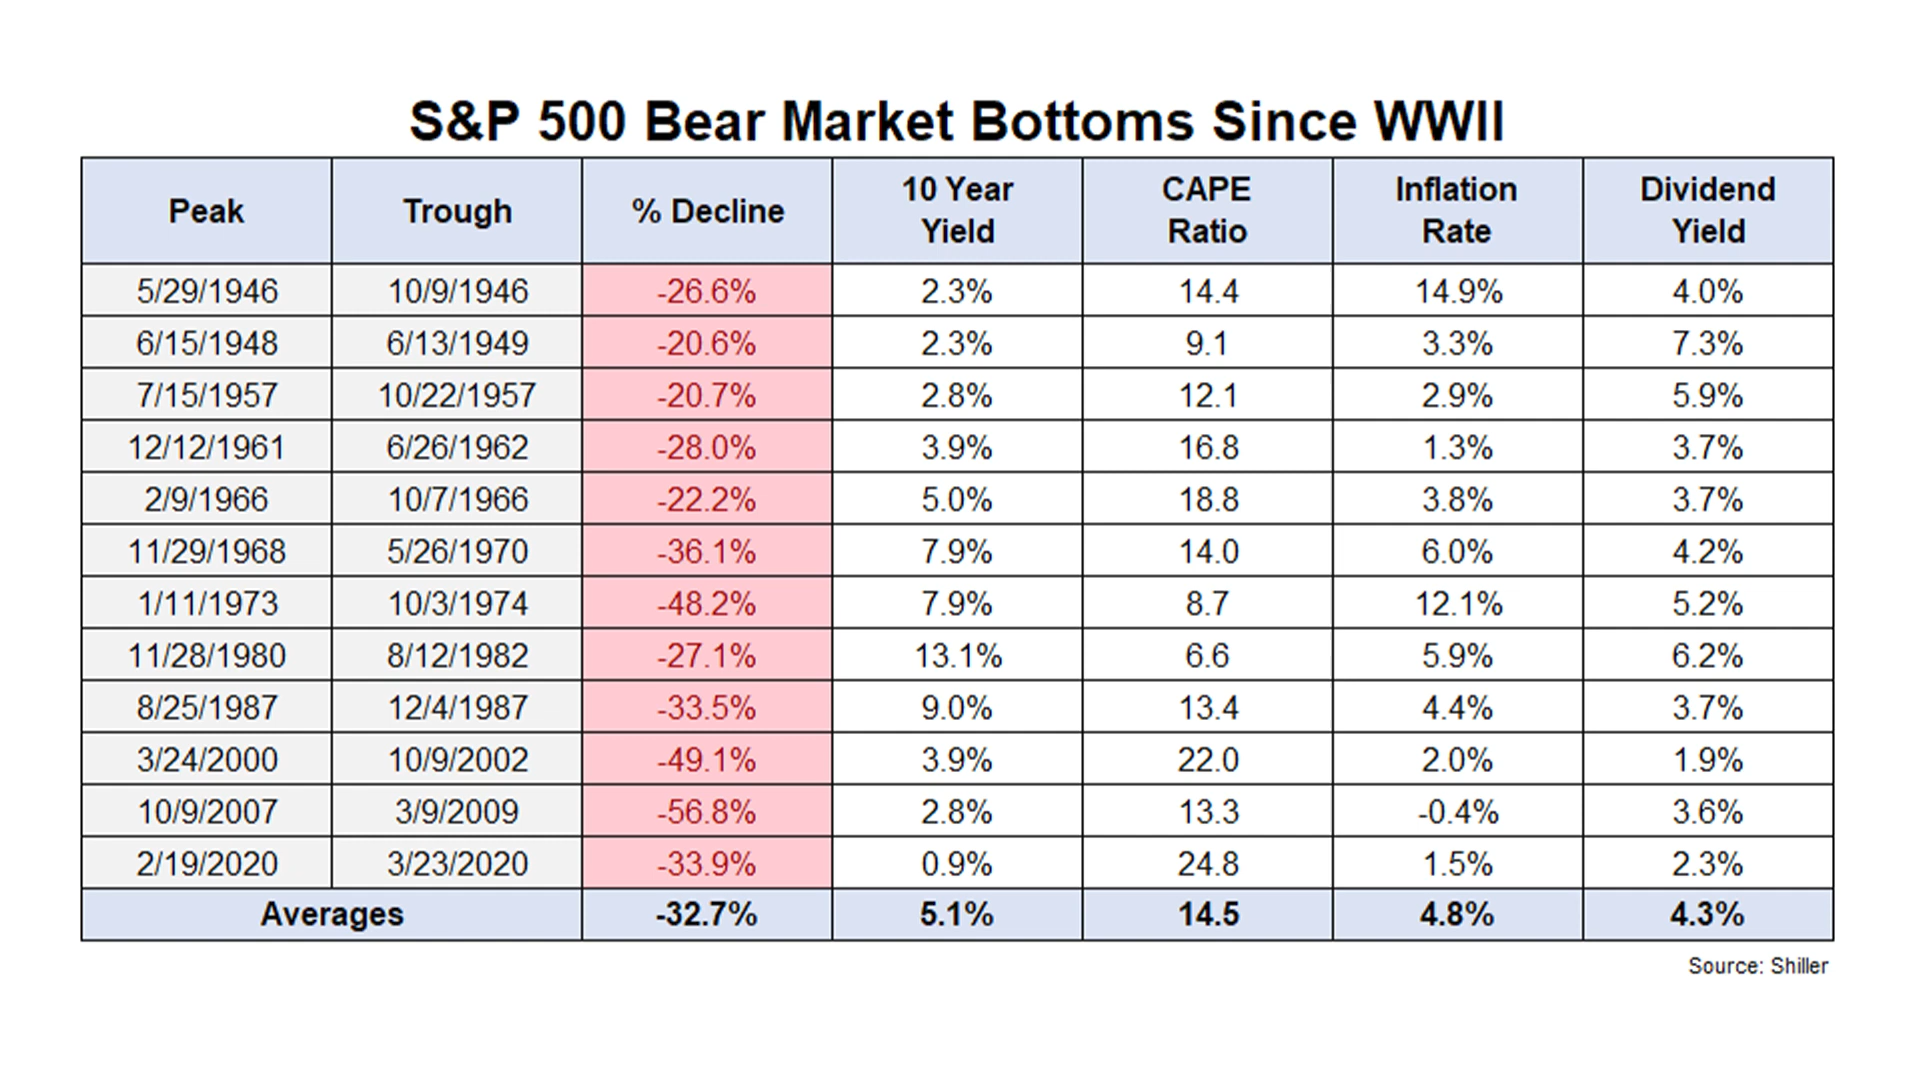 S&P 500 Bear Market Bottoms Since WWII
Peak Trough % Decline 10 Year Yield CAPE Ratio Inflation Rate Dividend Yield
5/29/1946 10/9/1946 -26.6% 2.3% 14.4 14.9% 4.0%
6/15/1948 6/13/1949 -20.6% 2.3% 9.1 3.3% 7.3%
7/15/1957 10/22/1957 -20.7% 2.8% 12.1 2.9% 5.9%
12/12/1961 6/26/1962 -28.0% 3.9% 16.8 1.3% 3.7%
2/9/1966 10/7/1966 -22.2% 5.0% 18.8 3.8% 3.7%
11/29/1968 5/26/1970 -36.1% 7.9% 14.0 6.0% 4.2%
1/11/1973 10/3/1974 -48.2% 7.9% 8.7 12.1% 5.2%
11/28/1980 8/12/1982 -27.1% 13.1% 6.6 5.9% 6.2%
8/25/1987 12/4/1987 -33.5% 9.0% 13.4 4.4% 3.7%
3/24/2000 10/9/2002 -49.1% 3.9% 22.0 2.0% 1.9%
10/9/2007 3/9/2009 -56.8% 2.8% 13.3 -0.4% 3.6%
2/19/2020 3/23/2020 -33.9% 0.9% 24.8 1.5% 2.3%
Averages -32.7% 5.1% 14.5 4.8% 4.3%
Source: Shiller